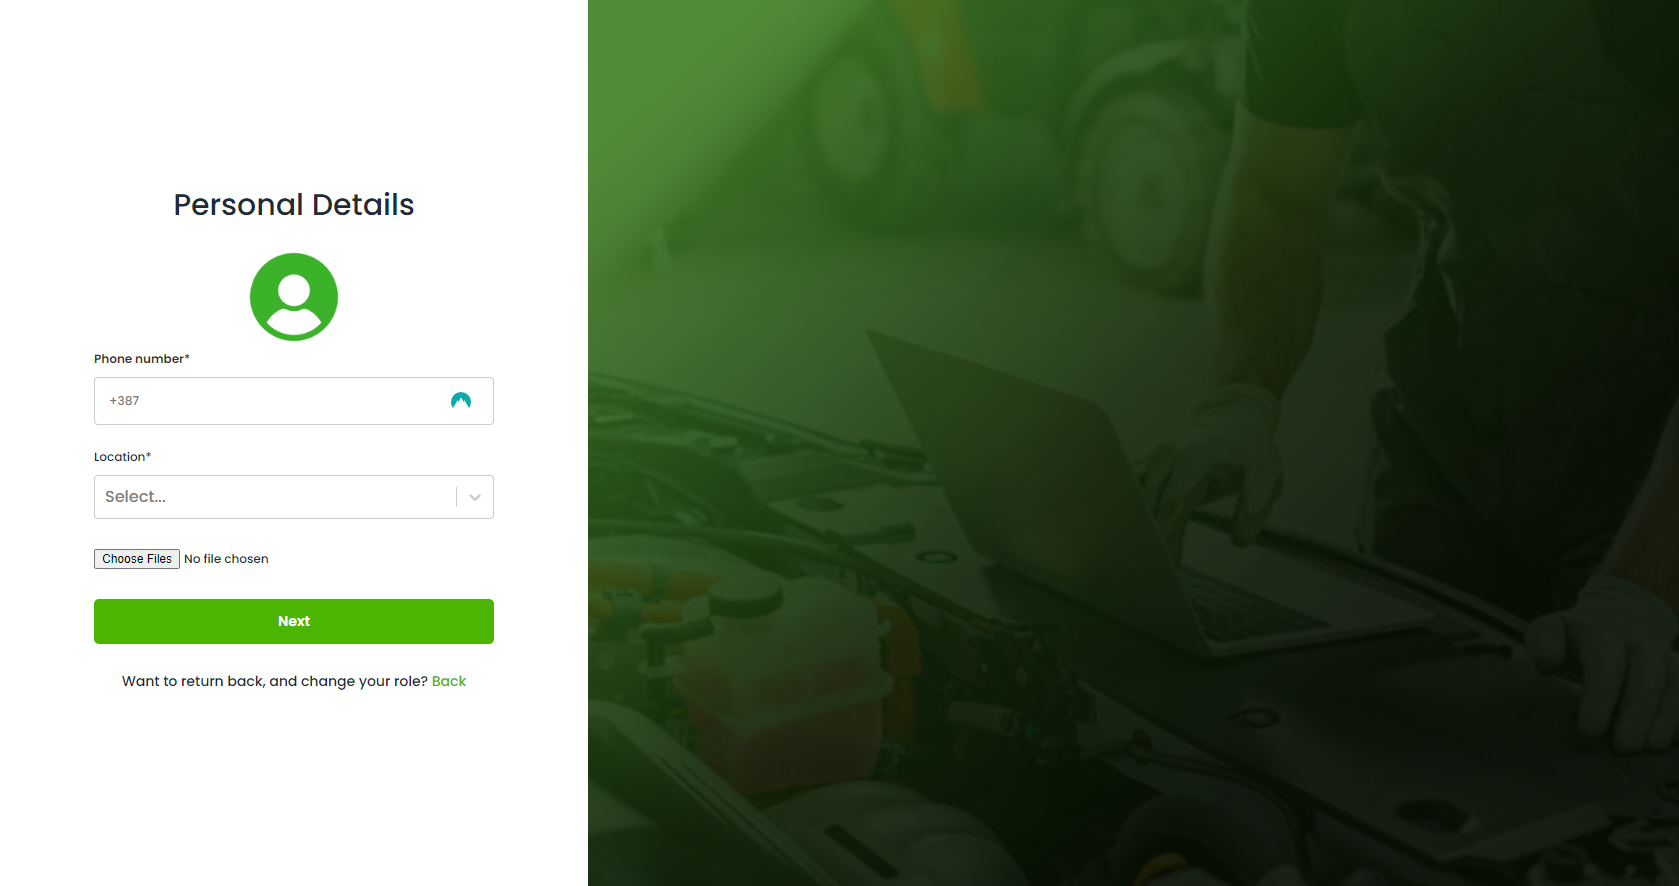 Personal Details
Phone number*
+387
Location*
Select...
Choose Files No file chosen
Next
Want to return back, and change your role? Back